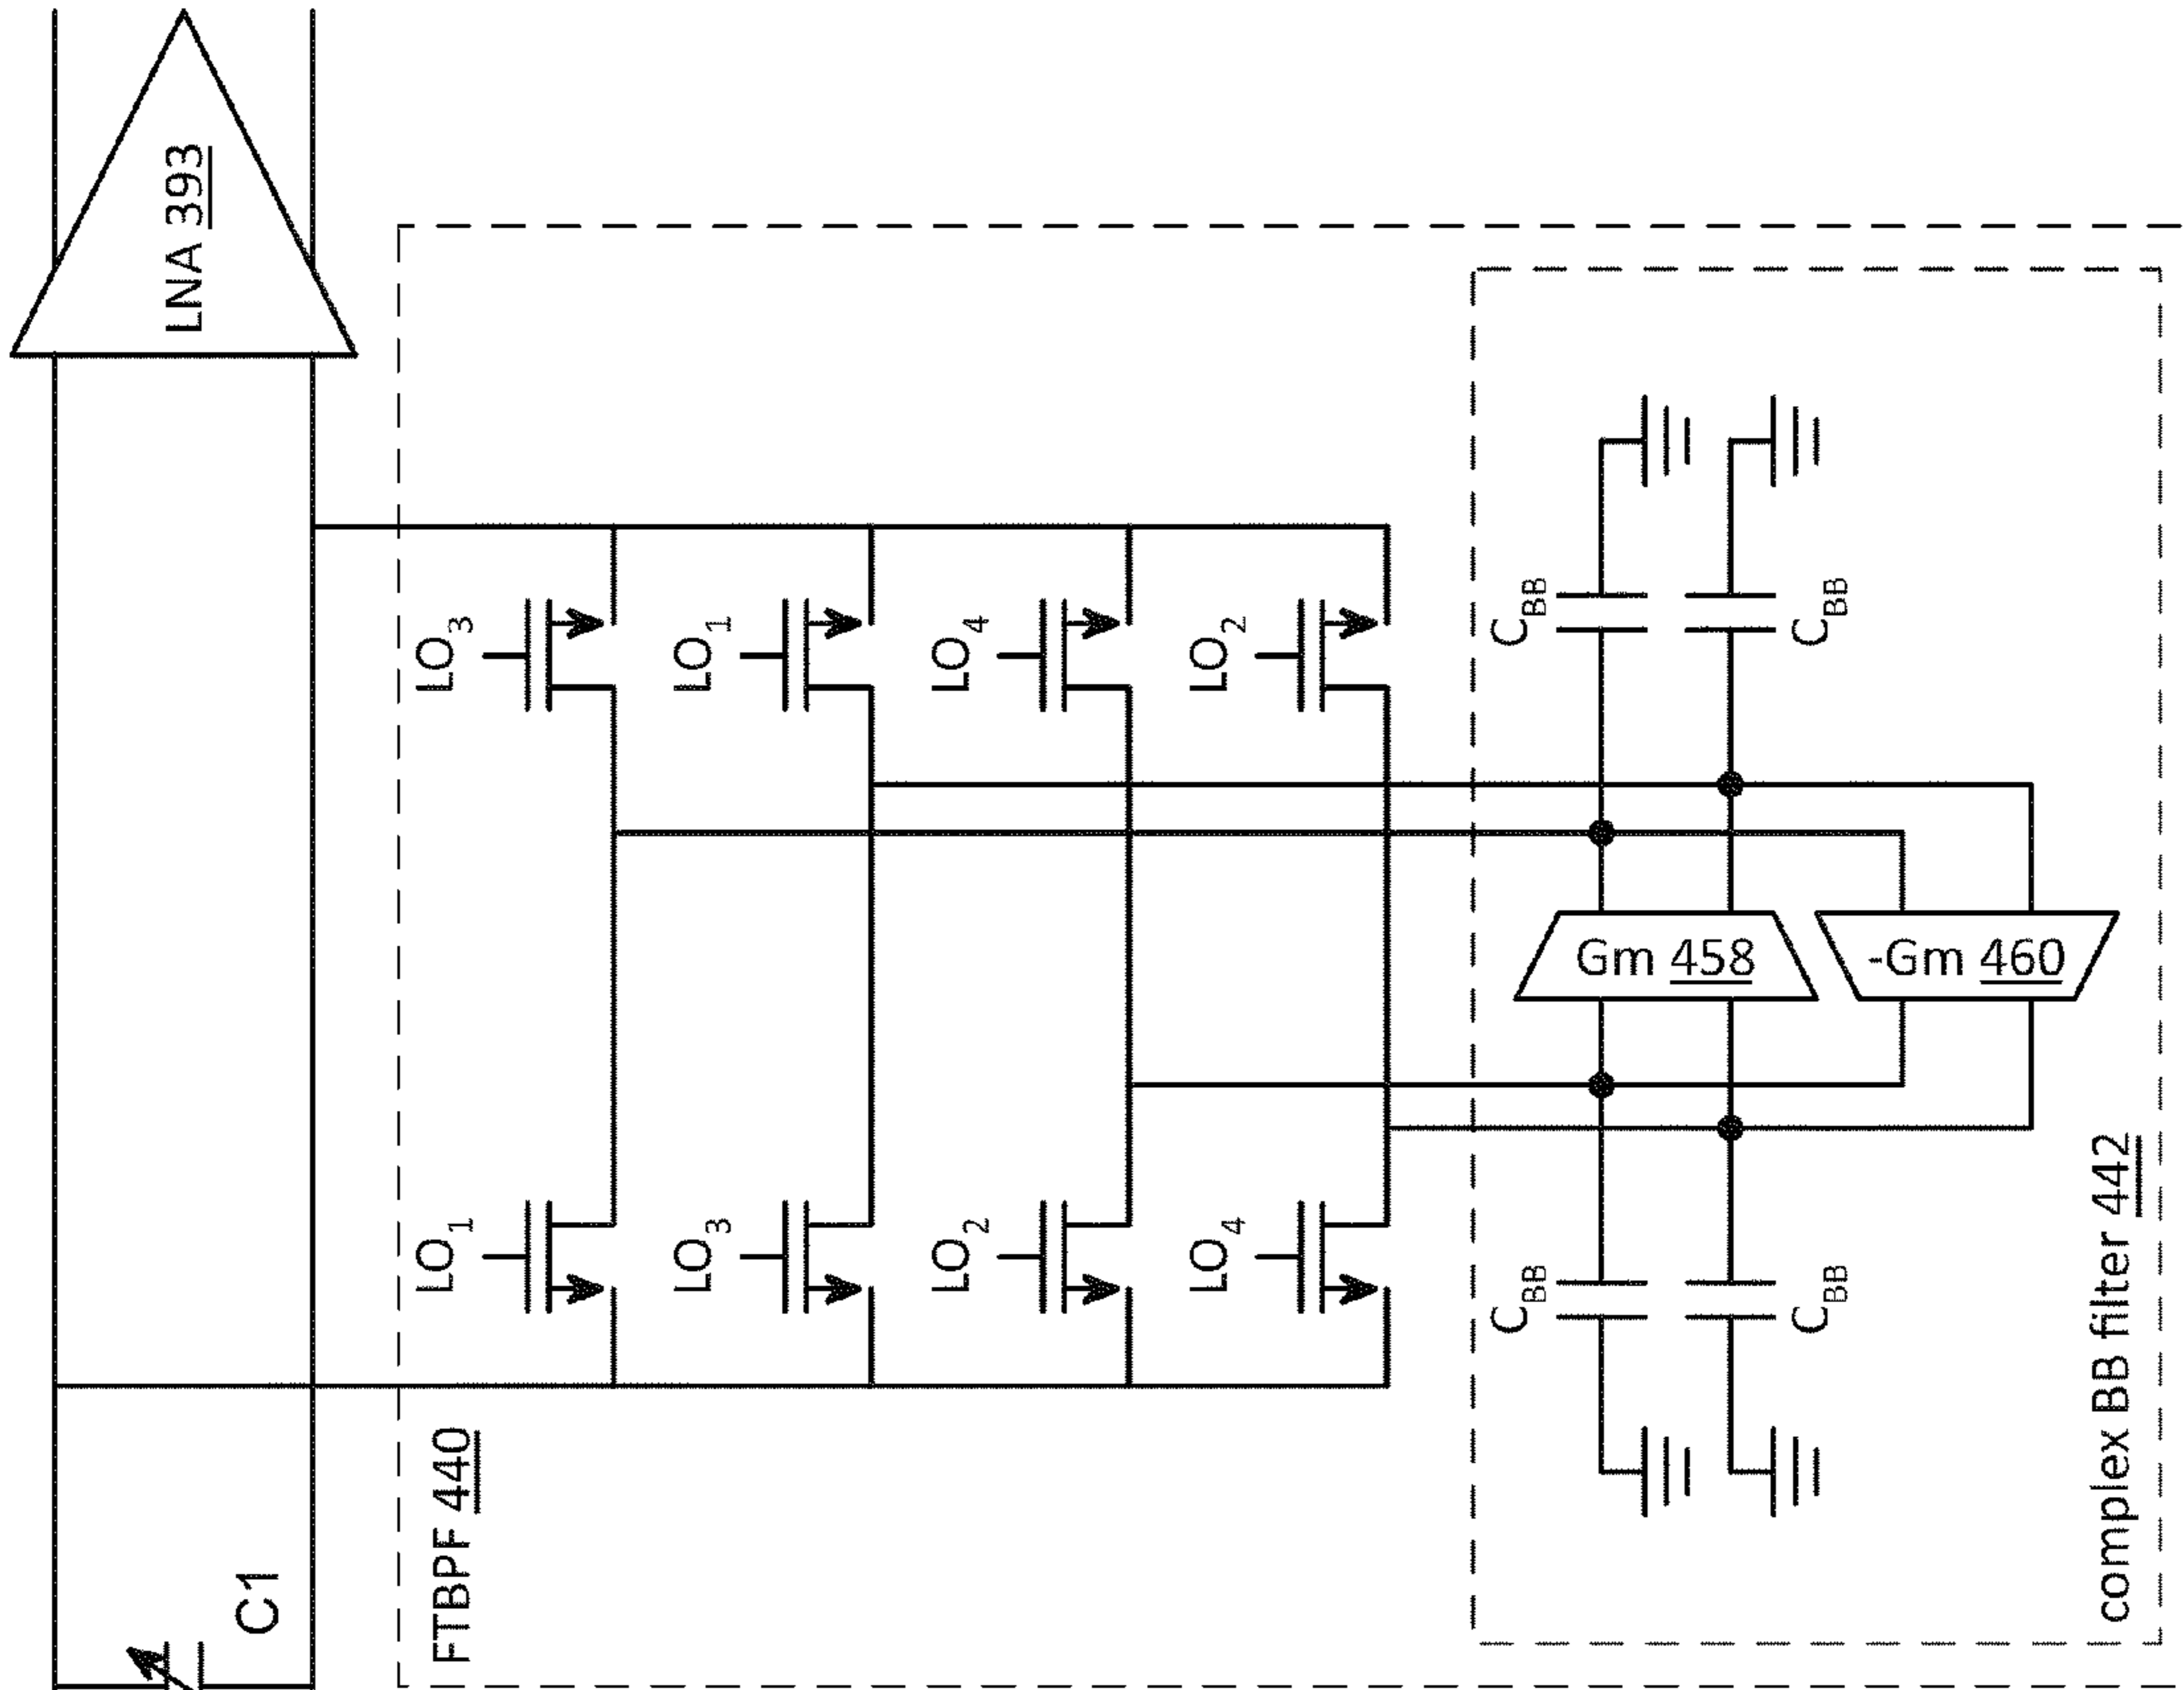 LNA 393
C1
FTBPF 440
LO1
LO3
LO3
LO1
LO2
LO4
LO4
LO2
CBB
CBB
CBB
CBB
Gm 458
-Gm 460
complex BB filter 442